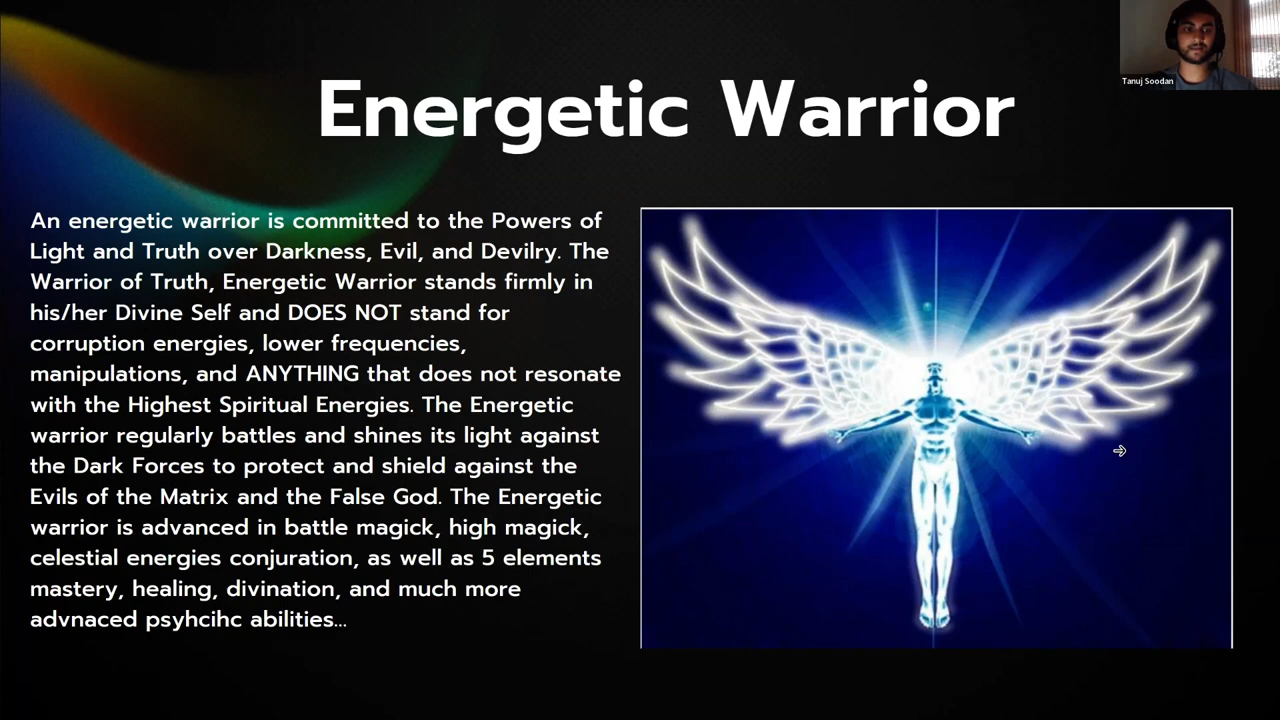 Energetic Warrior
Tanuj Soodan
An energetic warrior is committed to the Powers of
Light and Truth over Darkness, Evil, and Devilry. The
Warrior of Truth, Energetic Warrior stands firmly in
his/her Divine Self and DOES NOT stand for
corruption energies, lower frequencies,
manipulations, and ANYTHING that does not resonate
with the Highest Spiritual Energies. The Energetic
warrior regularly battles and shines its light against
the Dark Forces to protect and shield against the
Evils of the Matrix and the False God. The Energetic
warrior is advanced in battle magick, high magick,
celestial energies conjuration, as well as 5 elements
mastery, healing, divination, and much more
advnaced psyhcihc abilities...